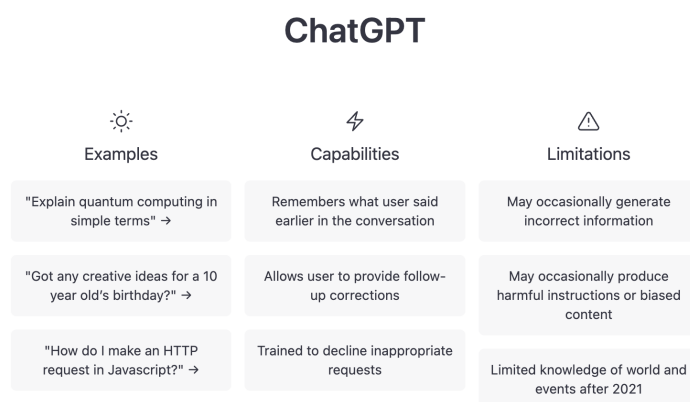 ChatGPT
Examples
"Explain quantum computing in
simple terms" →
"Got any creative ideas for a 10
year old's birthday?" →
"How do I make an HTTP
request in Javascript?" →
Capabilities
Remembers what user said
earlier in the conversation
Allows user to provide follow-
up corrections
Trained to decline inappropriate
requests
Limitations
May occasionally generate
incorrect information
May occasionally produce
harmful instructions or biased
content
Limited knowledge of world and
events after 2021